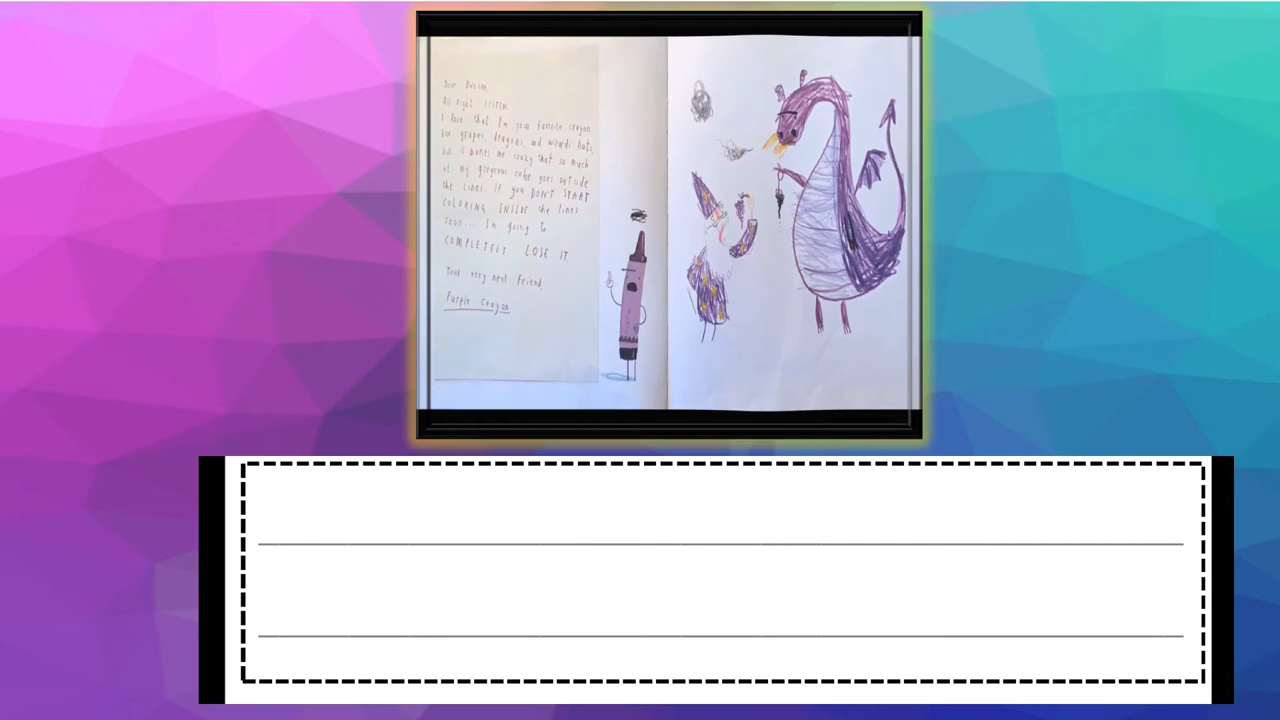 Dear Duncan,
All right, LISTEN.
I love that I'm your favorite crayon
for grapes, dragons, and wizards' hats,
but it makes me crazy that so much
of my gorgeous color goes outside
the lines. If you DON'T START
COLORING INSIDE the lines
soon... I'm going to
COMPLETELY LOSE IT.
Your very neat friend,
Purple Crayon